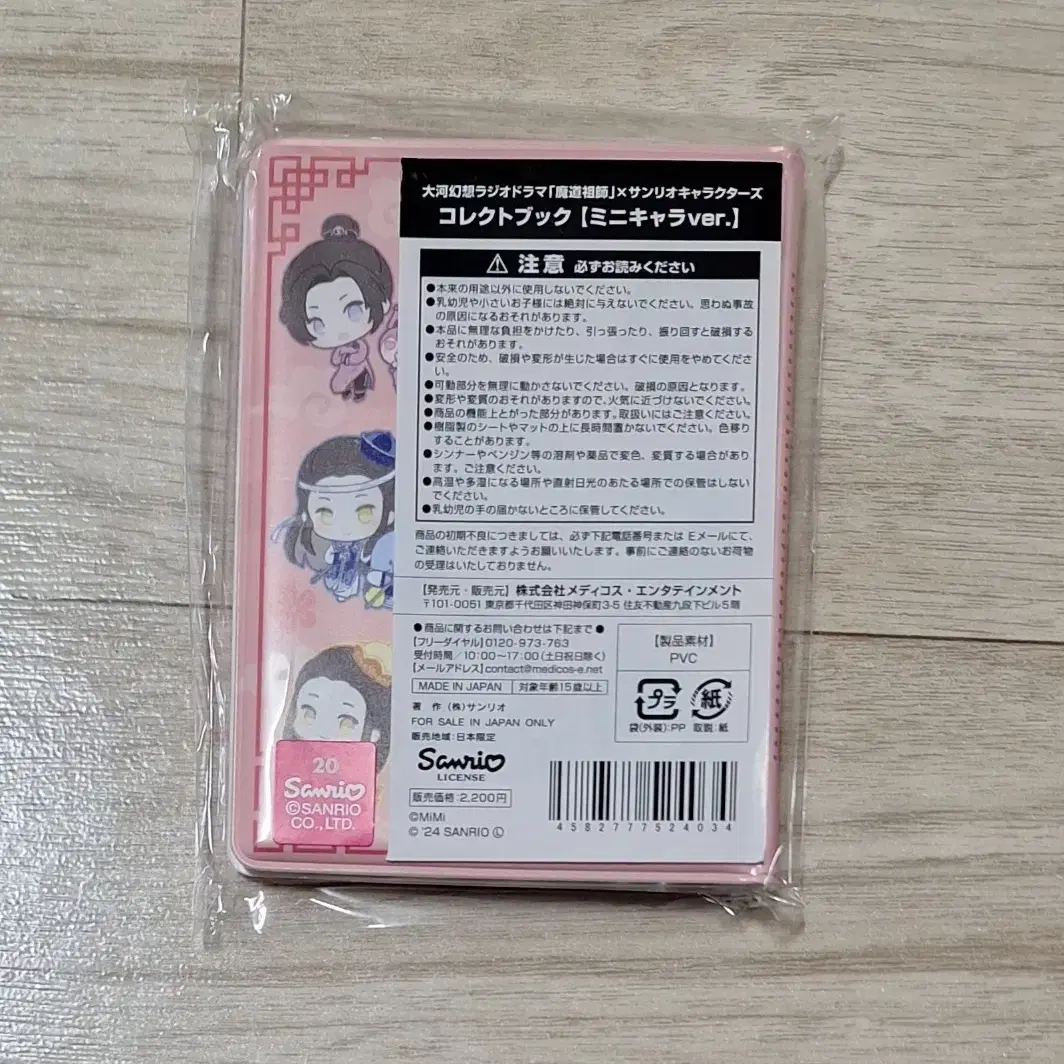 大河幻想ラジオドラマ「魔道祖師」×サンリオキャラクターズ
コレクトブック【ミニキャラver.】
注意 必ずお読みください
●本来の用途以外に使用しないでください。
●乳幼児や小さいお子様には絶対に与えないでください。思わぬ事故
の原因になるおそれがあります。
●本品に無理な負担をかけたり、引っ張ったり、振り回すと破損する
おそれがあります。
●安全のため、破損や変形が生じた場合はすぐに使用をやめてくださ
い。
●可動部分を無理に動かさないでください。破損の原因となります。
●変形や変質のおそれがありますので、火気に近づけないでください。
●商品の機能上とがった部分があります。取扱いにはご注意ください。
●樹脂製のシートやマットの上に長時間置かないでください。色移り
することがあります。
●シンナーやベンジン等の溶剤や薬品で変色、変質する場合があり
ます。ご注意ください。
●高温や多湿になる場所や直射日光のあたる場所での保管はしない
でください。
●乳幼児の手の届かないところに保管してください。
商品の初期不良につきましては、必ず下記電話番号または Eメールにて、
ご連絡いただきますようお願いいたします。事前にご連絡のないお荷物
の受理はいたしておりません。
【発売元・販売元】株式会社メディコス・エンタテインメント
〒101-0051 東京都千代田区神田神保町3-5 住友不動産九段下ビル5階
●商品に関するお問い合わせは下記まで●
【フリーダイヤル】0120-973-763
受付時間/10:00～17:00(土日祝日除く)
【メールアドレス】contact@medicos-e.net
MADE IN JAPAN 対象年齢15歳以上
著 作 (株)サンリオ
FOR SALE IN JAPAN ONLY
販売地域:日本限定
Sanrio
LICENSE
販売価格:2,200円
©MiMi
© '24 SANRIO Ⓛ
【製品素材】
PVC
プラ 紙
袋(外装):PP 取説:紙
4582777524034
20
Sanrio
©SANRIO
CO.,LTD.